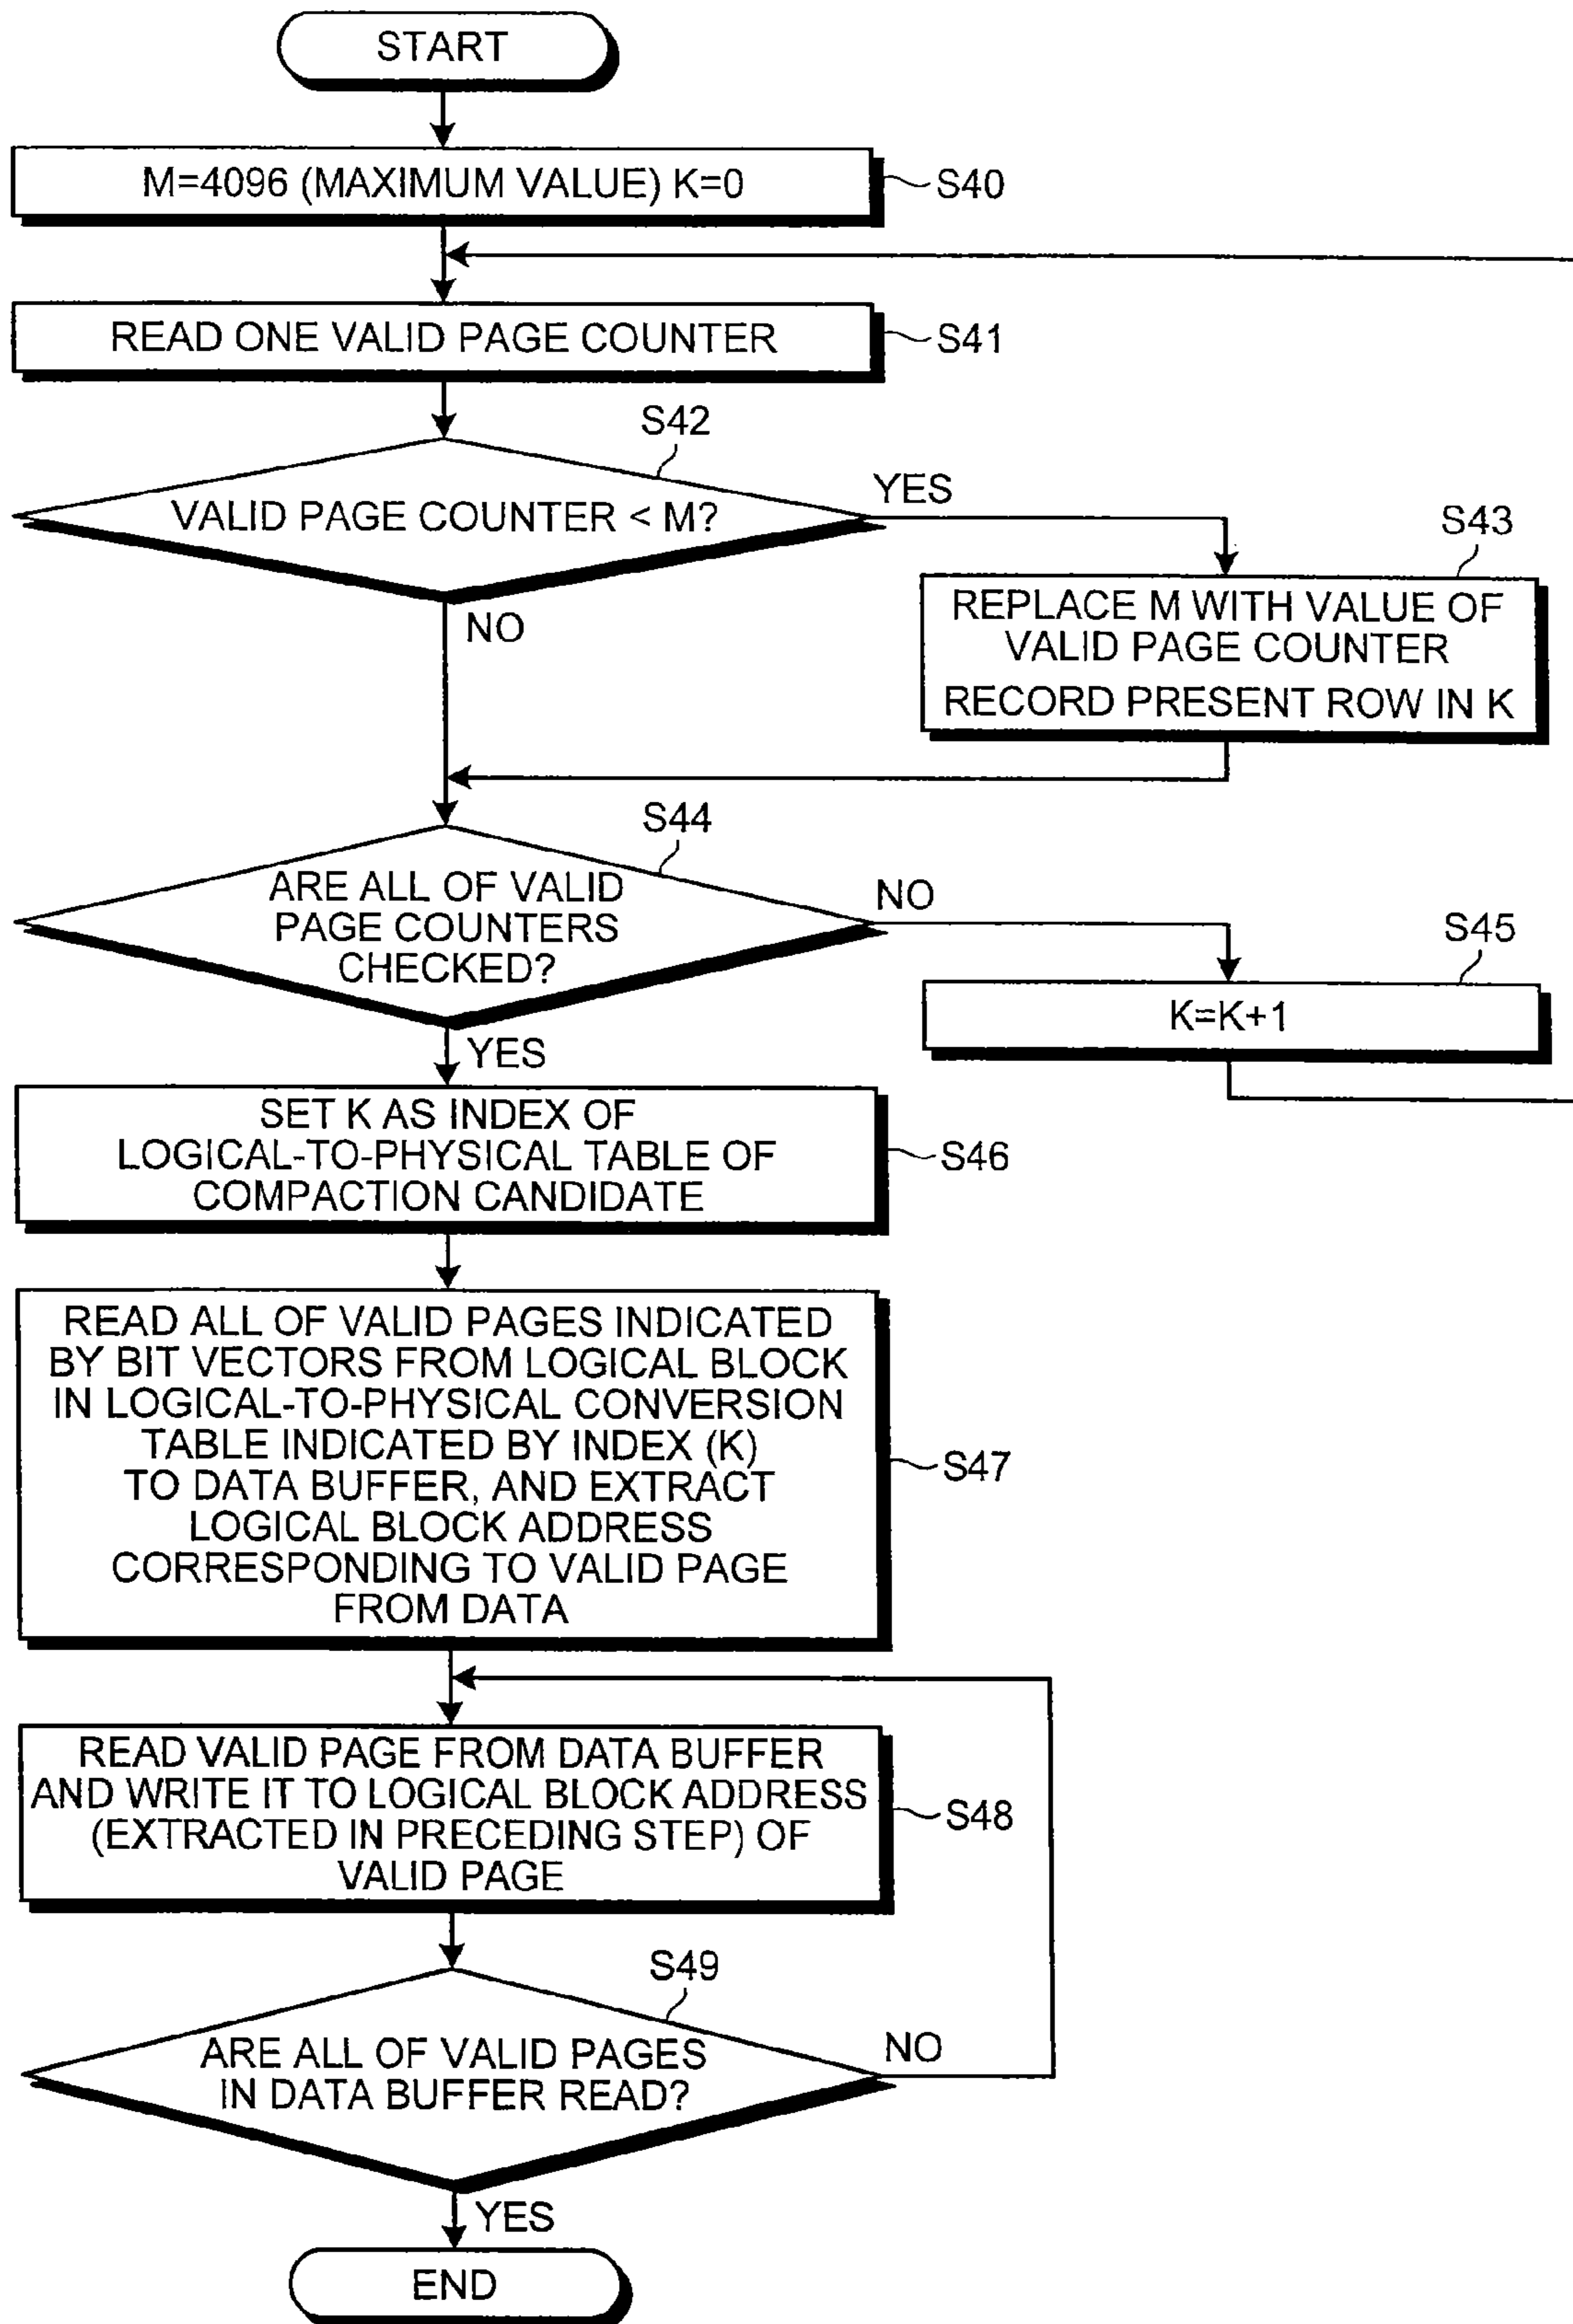 START
M=4096 (MAXIMUM VALUE) K=0
S40
READ ONE VALID PAGE COUNTER
S41
S42
VALID PAGE COUNTER < M?
YES
NO
S43
REPLACE M WITH VALUE OF
VALID PAGE COUNTER
RECORD PRESENT ROW IN K
S44
ARE ALL OF VALID
PAGE COUNTERS
CHECKED?
NO
YES
S45
K=K+1
SET K AS INDEX OF
LOGICAL-TO-PHYSICAL TABLE OF
COMPACTION CANDIDATE
S46
READ ALL OF VALID PAGES INDICATED
BY BIT VECTORS FROM LOGICAL BLOCK
IN LOGICAL-TO-PHYSICAL CONVERSION
TABLE INDICATED BY INDEX (K)
TO DATA BUFFER, AND EXTRACT
LOGICAL BLOCK ADDRESS
CORRESPONDING TO VALID PAGE
FROM DATA
S47
READ VALID PAGE FROM DATA BUFFER
AND WRITE IT TO LOGICAL BLOCK ADDRESS
(EXTRACTED IN PRECEDING STEP) OF
VALID PAGE
S48
S49
ARE ALL OF VALID PAGES
IN DATA BUFFER READ?
NO
YES
END